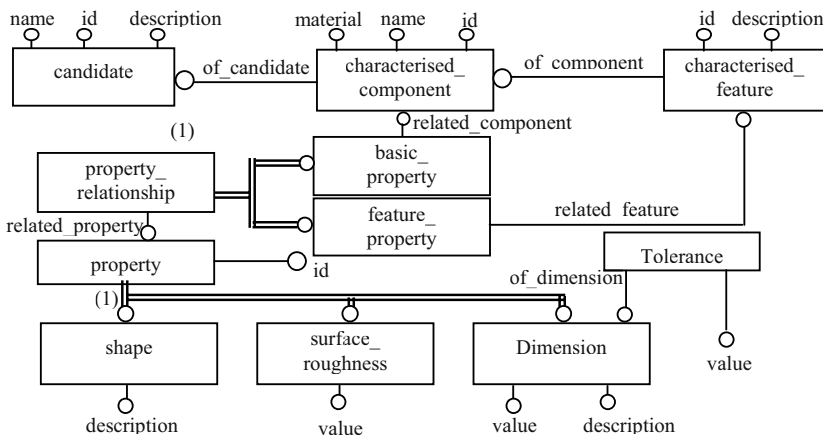 name id description
material name id
id description
candidate
of_candidate
characterised_
component
of_component
characterised_
feature
(1)
related_component
property_
relationship
basic_
property
feature_
property
related_feature
related_property
property
id
of_dimension
Tolerance
(1)
shape
surface_
roughness
Dimension
value
description
value
value
description